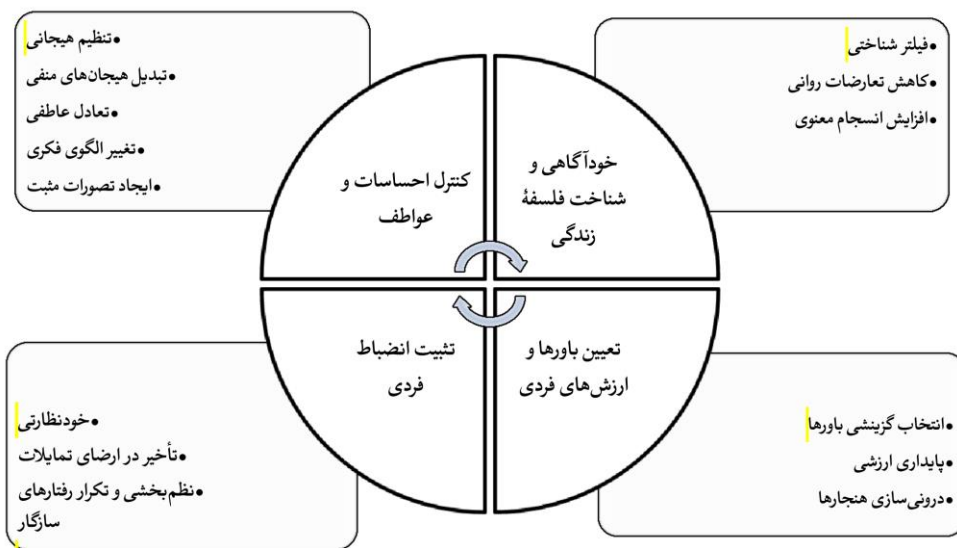 •فیلتر شناختی
•کاهش تعارضات روانی
•افزایش انسجام معنوی
•تنظیم هیجانی
•تبدیل هیجان‌های منفی
•تعادل عاطفی
•تغییر الگوی فکری
•ایجاد تصورات مثبت
خودآگاهی و
شناخت فلسفهٔ
زندگی
کنترل احساسات و
عواطف
تعیین باورها و
ارزش‌های فردی
تثبیت انضباط
فردی
•انتخاب گزینشی باورها
•پایداری ارزشی
•درونی‌سازی هنجارها
•خودنظارتی
•تأخیر در ارضای تمایلات
•نظم‌بخشی و تکرار رفتارهای
سازگار